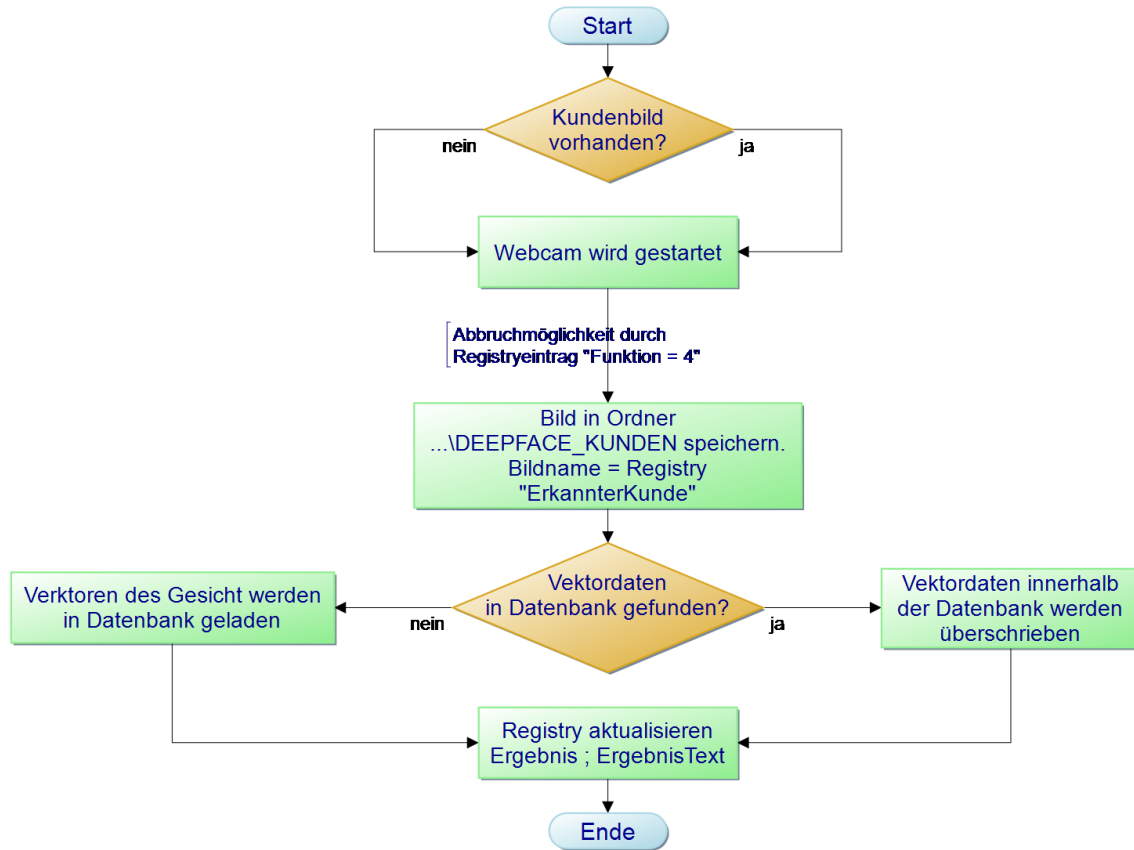 Start
Kundenbild
vorhanden?
nein
ja
Webcam wird gestartet
Abbruchmöglichkeit durch
Registryeintrag "Funktion = 4"
Bild in Ordner
...\DEEPFACE_KUNDEN speichern.
Bildname = Registry
"ErkannterKunde"
Vektordaten
in Datenbank gefunden?
nein
ja
Verktoren des Gesicht werden
in Datenbank geladen
Vektordaten innerhalb
der Datenbank werden
überschrieben
Registry aktualisieren
Ergebnis ; ErgebnisText
Ende